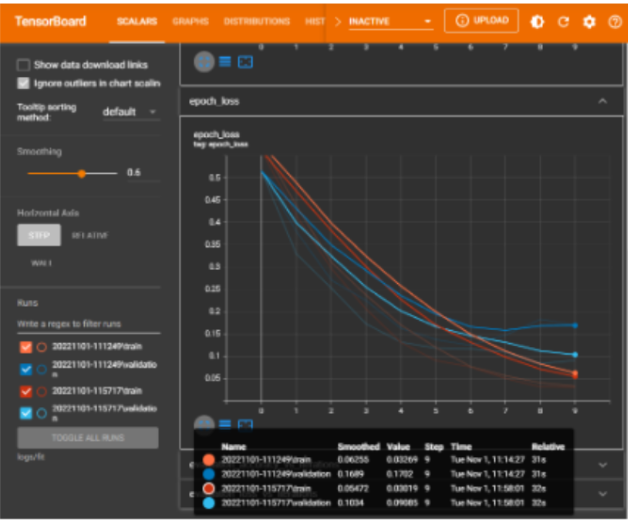 TensorBoard SCALARS GRAPHS DISTRIBUTIONS HIST > INACTIVE UPLOAD
Show data download links
Ignore outliers in chart scalin
Tooltip sorting method: default
Smoothing
0.6
Horizontal Axis
STEP RELATIVE
WALL
Runs
Write a regex to filter runs
20221101-111249\train
20221101-111249\validatio
n
20221101-115717\train
20221101-115717\validatio
n
TOGGLE ALL RUNS
logs/fit
0 1 2 3 4 5 6 7 8 9
epoch_loss
epoch_loss
tag: epoch_loss
0.5
0.45
0.4
0.35
0.3
0.25
0.2
0.15
0.1
0.05
0 1 2 3 4 5 6 7 8 9
Name Smoothed Value Step Time Relative
20221101-111249\train 0.06255 0.03269 9 Tue Nov 1, 11:14:27 31s
20221101-111249\validation 0.1689 0.1702 9 Tue Nov 1, 11:14:27 31s
20221101-115717\train 0.05472 0.03019 9 Tue Nov 1, 11:58:01 32s
20221101-115717\validation 0.1034 0.09085 9 Tue Nov 1, 11:58:01 32s